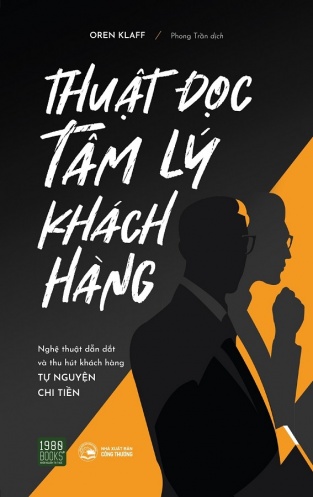 OREN KLAFF / Phong Trần dịch
THUẬT ĐỌC
TÂM LÝ
KHÁCH
HÀNG
Nghệ thuật dẫn dắt
và thu hút khách hàng
TỰ NGUYỆN
CHI TIỀN
1980
BOOKS
NHÀ XUẤT BẢN
CÔNG THƯƠNG